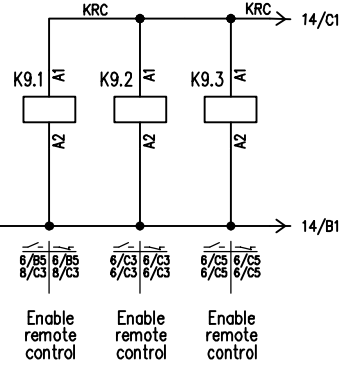 KRC KRC 14/C1
K9.1 A1 K9.2 A1 K9.3 A1
A2 A2 A2
14/B1
6/B5 6/B5 6/C3 6/C3 6/C5 6/C5
8/C3 8/C3 6/C3 6/C3 6/C5 6/C5
Enable Enable Enable
remote remote remote
control control control